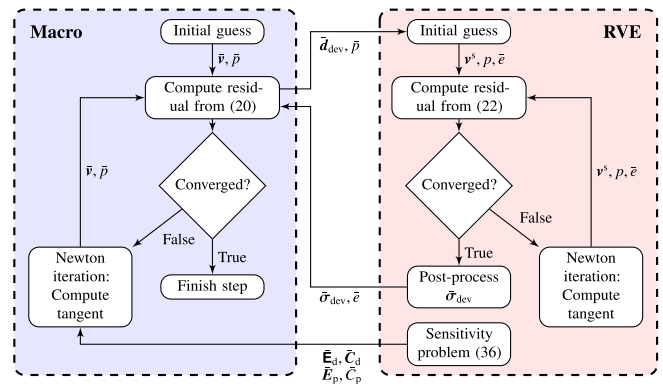 Macro
Initial guess
v̄, p̄
Compute resid-
ual from (20)
Converged?
v̄, p̄
False
True
Newton
iteration:
Compute
tangent
Finish step
d̄dev, p̄
σ̄dev, ē
Ēd, C̄d
Ēp, C̄p
RVE
Initial guess
vˢ, p, ē
Compute resid-
ual from (22)
Converged?
vˢ, p, ē
False
True
Post-process
σ̄dev
Newton
iteration:
Compute
tangent
Sensitivity
problem (36)